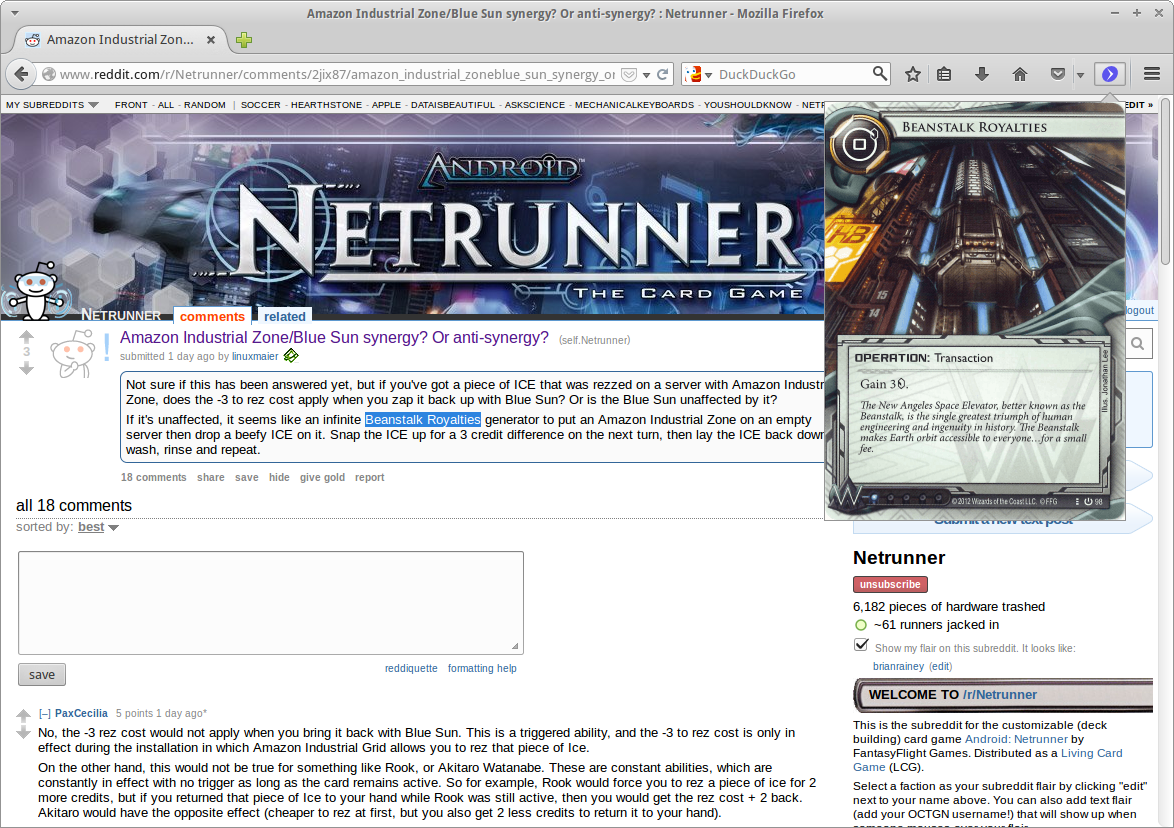 Amazon Industrial Zone/Blue Sun synergy? Or anti-synergy? : Netrunner - Mozilla Firefox
Amazon Industrial Zon...
www.reddit.com/r/Netrunner/comments/2jix87/amazon_industrial_zoneblue_sun_synergy_or
DuckDuckGo
MY SUBREDDITS FRONT - ALL - RANDOM | SOCCER - HEARTHSTONE - APPLE - DATAISBEAUTIFUL - ASKSCIENCE - MECHANICALKEYBOARDS - YOUSHOULDKNOW - NETF
EDIT »
ANDROID
NETRUNNER
THE CARD GAME
NETRUNNER comments related
logout
BEANSTALK ROYALTIES
HB
15
14
OPERATION: Transaction
Gain 3
The New Angeles Space Elevator, better known as the
Beanstalk, is the single greatest triumph of human
engineering and ingenuity in history. The Beanstalk
makes Earth orbit accessible to everyone…for a small
fee.
Illus. Jonathan Lee
© 2012 Wizards of the Coast LLC. © FFG 98
3
Amazon Industrial Zone/Blue Sun synergy? Or anti-synergy? (self.Netrunner)
submitted 1 day ago by linuxmaier
Not sure if this has been answered yet, but if you've got a piece of ICE that was rezzed on a server with Amazon Industr
Zone, does the -3 to rez cost apply when you zap it back up with Blue Sun? Or is the Blue Sun unaffected by it?
If it's unaffected, it seems like an infinite Beanstalk Royalties generator to put an Amazon Industrial Zone on an empty
server then drop a beefy ICE on it. Snap the ICE up for a 3 credit difference on the next turn, then lay the ICE back down
wash, rinse and repeat.
18 comments share save hide give gold report
all 18 comments
sorted by: best
save
reddiquette formatting help
[–] PaxCecilia 5 points 1 day ago*
No, the -3 rez cost would not apply when you bring it back with Blue Sun. This is a triggered ability, and the -3 to rez cost is only in
effect during the installation in which Amazon Industrial Grid allows you to rez that piece of Ice.
On the other hand, this would not be true for something like Rook, or Akitaro Watanabe. These are constant abilities, which are
constantly in effect with no trigger as long as the card remains active. So for example, Rook would force you to rez a piece of ice for 2
more credits, but if you returned that piece of Ice to your hand while Rook was still active, then you would get the rez cost + 2 back.
Akitaro would have the opposite effect (cheaper to rez at first, but you also get 2 less credits to return it to your hand).
Submit a new text post
Netrunner
unsubscribe
6,182 pieces of hardware trashed
~61 runners jacked in
Show my flair on this subreddit. It looks like:
brianrainey (edit)
WELCOME TO /r/Netrunner
This is the subreddit for the customizable (deck
building) card game Android: Netrunner by
FantasyFlight Games. Distributed as a Living Card
Game (LCG).
Select a faction as your subreddit flair by clicking "edit"
next to your name above. You can also add text flair
(add your OCTGN username!) that will show up when
someone mouses over your flair